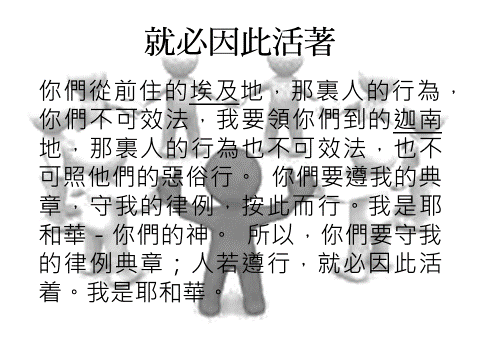 就必因此活著
你們從前住的埃及地，那裏人的行為，
你們不可效法，我要領你們到的迦南
地，那裏人的行為也不可效法，也不
可照他們的惡俗行。 你們要遵我的典
章，守我的律例，按此而行。我是耶
和華－你們的神。 所以，你們要守我
的律例典章；人若遵行，就必因此活
着。我是耶和華。